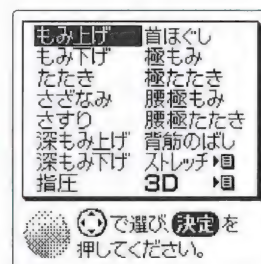 もみ上げ 首ほぐし
もみ下げ 極もみ
たたき 極たたき
さざなみ 腰極もみ
さすり 腰極たたき
深もみ上げ 背筋のばし
深もみ下げ ストレッチ
指圧 3D
で選び、決定を
押してください。